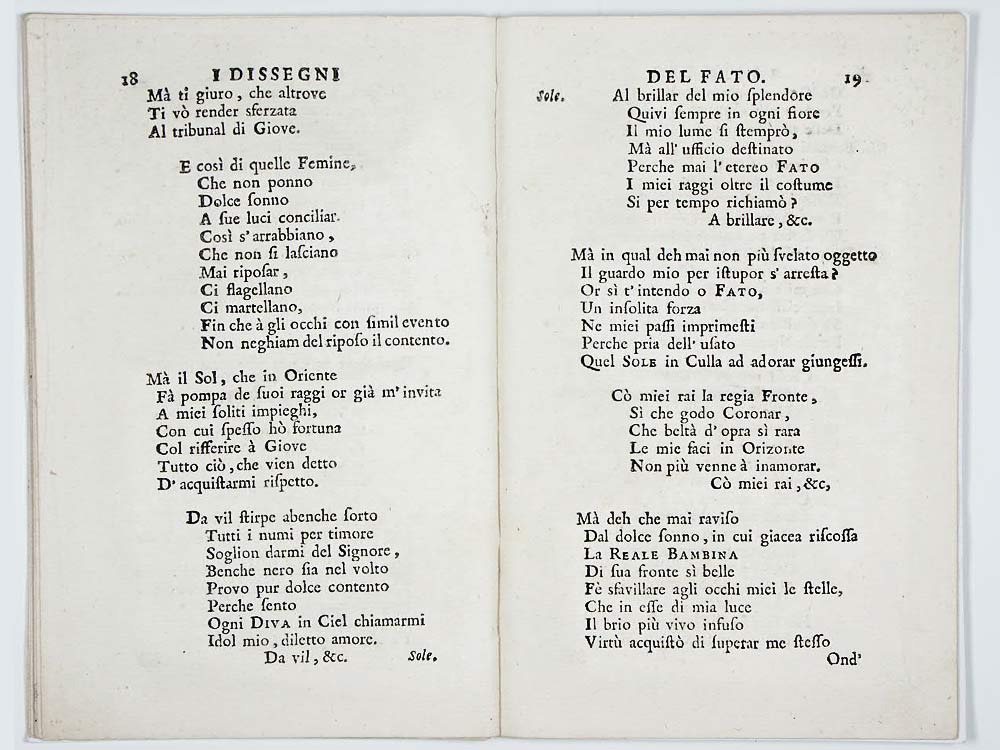 18 I DISSEGNI
Mà ti giuro, che altrove
Ti vò render sferzata
Al tribunal di Giove.
E così di quelle Femine,
Che non ponno
Dolce sonno
A ſue luci conciliar.
Così s'arrabbiano,
Che non ſi laſciano
Mai ripoſar,
Ci flagellano
Ci martellano,
Fin che à gli occhi con ſimil evento
Non neghiam del ripoſo il contento.
Mà il Sol, che in Oriente
Fà pompa de ſuoi raggi or già m'invita
A miei ſoliti impieghi,
Con cui ſpeſſo hò fortuna
Col rifferire à Giove
Tutto ciò, che vien detto
D'acquiſtarmi riſpetto.
Da vil ſtirpe abenche ſorto
Tutti i numi per timore
Soglion darmi del Signore,
Benche nero ſia nel volto
Provo pur dolce contento
Perche ſento
Ogni DIVA in Ciel chiamarmi
Idol mio, diletto amore.
Da vil, &c. Sole.
DEL FATO. 19
Sole. Al brillar del mio ſplendore
Quivi ſempre in ogni fiore
Il mio lume ſi ſtemprò,
Mà all' ufficio deſtinato
Perche mai l'etereo FATO
I miei raggi oltre il coſtume
Si per tempo richiamò?
A brillare, &c.
Mà in qual deh mai non più ſvelato oggetto
Il guardo mio per iſtupor s'arreſta?
Or sì t'intendo o FATO,
Un inſolita forza
Ne miei paſſi imprimeſti
Perche pria dell' uſato
Quel SOLE in Culla ad adorar giungeſſi.
Cò miei rai la regia Fronte,
Sì che godo Coronar,
Che beltà d'opra sì rara
Le mie faci in Orizonte
Non più venne à inamorar.
Cò miei rai, &c,
Mà deh che mai raviſo
Dal dolce ſonno, in cui giacea riſcoſſa
La REALE BAMBINA
Di ſua fronte sì belle
Fè sfavillare agli occhi miei le ſtelle,
Che in eſſe di mia luce
Il brio più vivo infuſo
Virtù acquiſtò di ſuperar me ſteſſo
Ond'